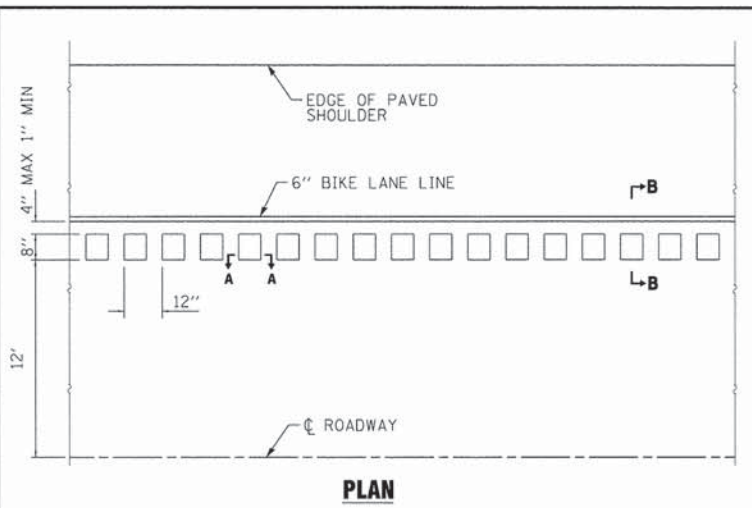 EDGE OF PAVED
SHOULDER
4" MAX 1" MIN
6" BIKE LANE LINE
B
8"
A A
B
12"
12'
℄ ROADWAY
PLAN